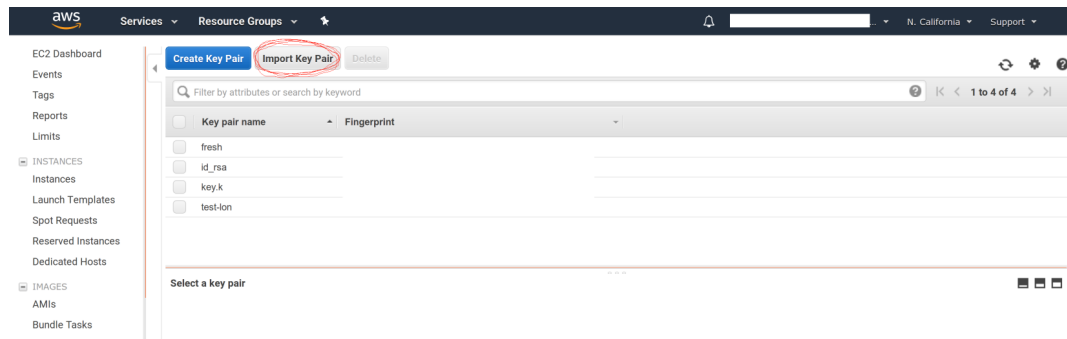 aws Services Resource Groups N. California Support
EC2 Dashboard
Events
Tags
Reports
Limits
INSTANCES
Instances
Launch Templates
Spot Requests
Reserved Instances
Dedicated Hosts
IMAGES
AMIs
Bundle Tasks
Create Key Pair Import Key Pair Delete
Filter by attributes or search by keyword 1 to 4 of 4
Key pair name Fingerprint
fresh
id_rsa
key.k
test-lon
Select a key pair